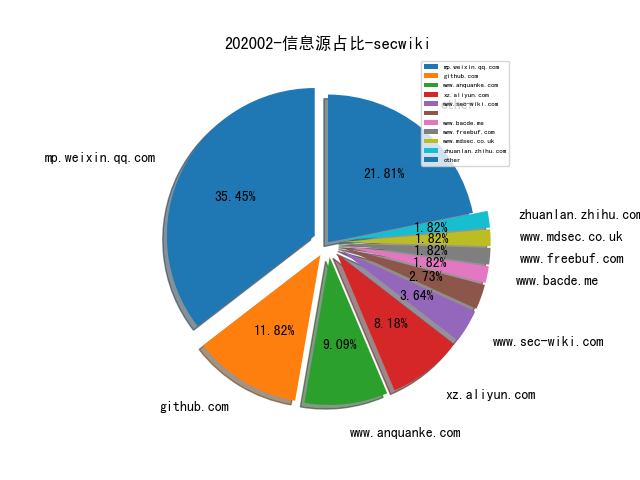 202002-信息源占比-secwiki
mp.weixin.qq.com
github.com
www.anquanke.com
xz.aliyun.com
www.sec-wiki.com
www.bacde.me
www.freebuf.com
www.mdsec.co.uk
zhuanlan.zhihu.com
other
other
21.81%
mp.weixin.qq.com
35.45%
zhuanlan.zhihu.com
1.82%
www.mdsec.co.uk
1.82%
www.freebuf.com
1.82%
www.bacde.me
1.82%
2.73%
3.64%
www.sec-wiki.com
8.18%
xz.aliyun.com
11.82%
9.09%
github.com
www.anquanke.com